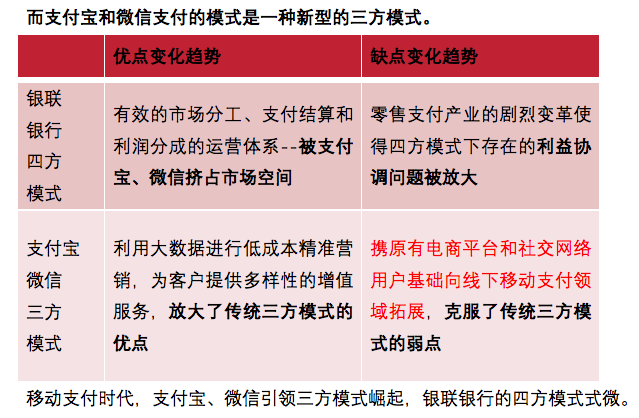 而支付宝和微信支付的模式是一种新型的三方模式。
优点变化趋势
缺点变化趋势
银联
银行
四方
模式
有效的市场分工、支付结算和
利润分成的运营体系--被支付
宝、微信挤占市场空间
零售支付产业的剧烈变革使
得四方模式下存在的利益协
调问题被放大
支付宝
微信
三方
模式
利用大数据进行低成本精准营
销，为客户提供多样性的增值
服务，放大了传统三方模式的
优点
携原有电商平台和社交网络
用户基础向线下移动支付领
域拓展，克服了传统三方模
式的弱点
移动支付时代，支付宝、微信引领三方模式崛起，银联银行的四方模式式微。